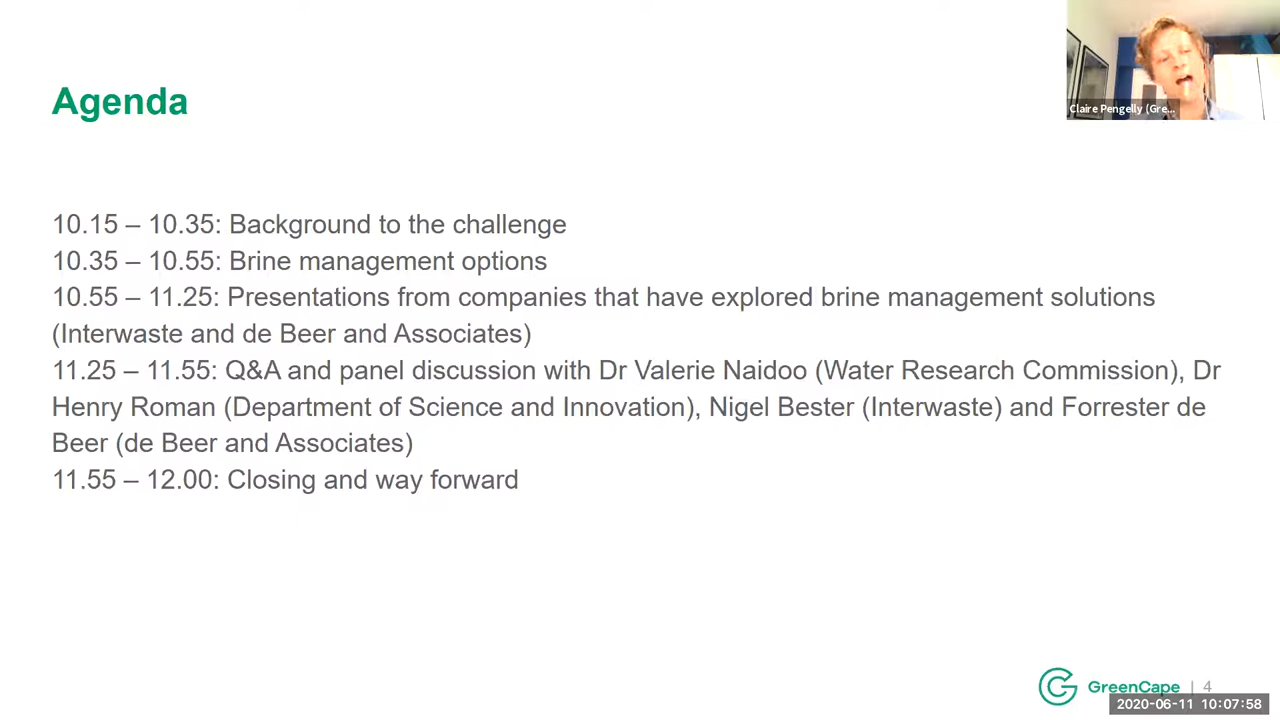 Claire Pengelly (Gre...
Agenda
10.15 – 10.35: Background to the challenge
10.35 – 10.55: Brine management options
10.55 – 11.25: Presentations from companies that have explored brine management solutions
(Interwaste and de Beer and Associates)
11.25 – 11.55: Q&A and panel discussion with Dr Valerie Naidoo (Water Research Commission), Dr
Henry Roman (Department of Science and Innovation), Nigel Bester (Interwaste) and Forrester de
Beer (de Beer and Associates)
11.55 – 12.00: Closing and way forward
GreenCape | 4
2020-06-11 10:07:58